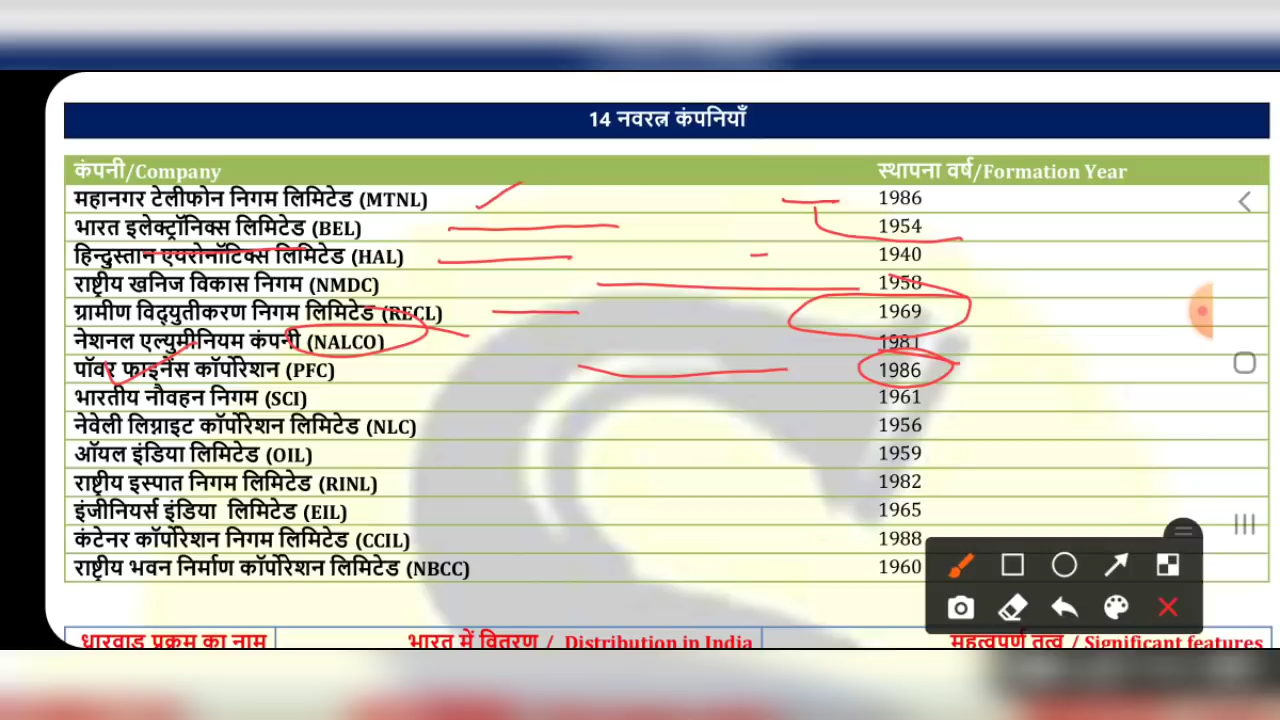 14 नवरत्न कंपनियाँ
कंपनी/Company स्थापना वर्ष/Formation Year
महानगर टेलीफोन निगम लिमिटेड (MTNL) 1986
भारत इलेक्ट्रॉनिक्स लिमिटेड (BEL) 1954
हिन्दुस्तान एयरोनॉटिक्स लिमिटेड (HAL) 1940
राष्ट्रीय खनिज विकास निगम (NMDC) 1958
ग्रामीण विद्युतीकरण निगम लिमिटेड (RECL) 1969
नेशनल एल्युमीनियम कंपनी (NALCO) 1981
पॉवर फाइनेंस कॉर्पोरेशन (PFC) 1986
भारतीय नौवहन निगम (SCI) 1961
नेवेली लिग्नाइट कॉर्पोरेशन लिमिटेड (NLC) 1956
ऑयल इंडिया लिमिटेड (OIL) 1959
राष्ट्रीय इस्पात निगम लिमिटेड (RINL) 1982
इंजीनियर्स इंडिया लिमिटेड (EIL) 1965
कंटेनर कॉर्पोरेशन निगम लिमिटेड (CCIL) 1988
राष्ट्रीय भवन निर्माण कॉर्पोरेशन लिमिटेड (NBCC) 1960
धारवाड़ प्रक्रम का नाम भारत में वितरण / Distribution in India महत्वपूर्ण तत्व / Significant features